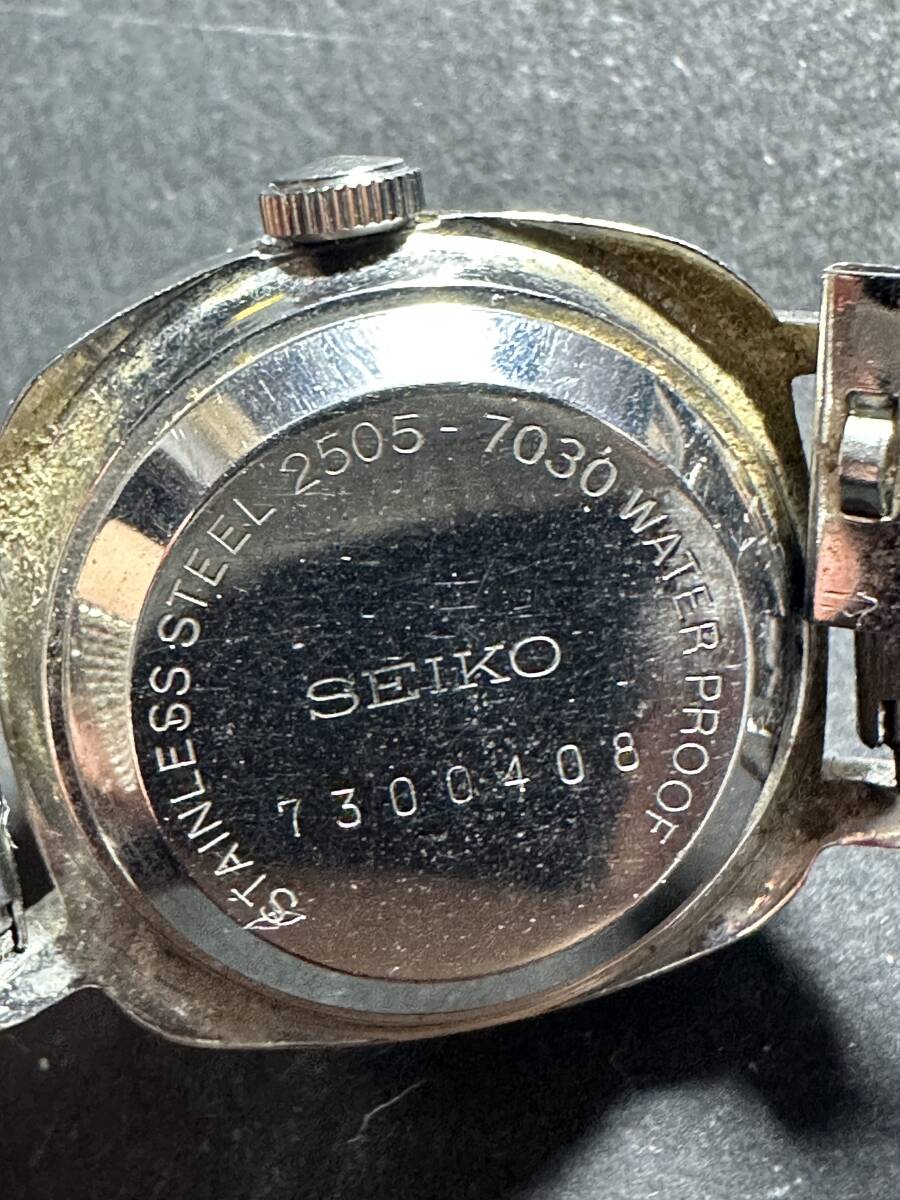 STAINLESS STEEL 2505-7030 WATER PROOF
SEIKO
7300408